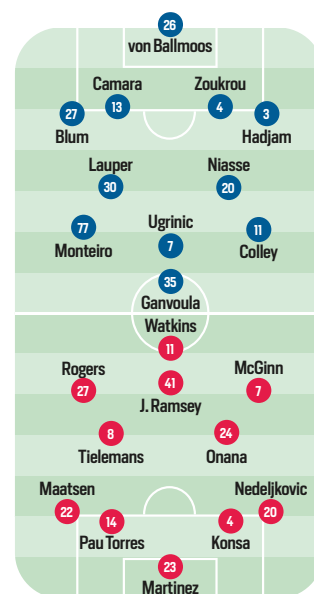 26
von Ballmoos
Camara Zoukrou
27 13 4 3
Blum Hadjam
Lauper Niasse
30 20
77 Ugrinic 11
Monteiro 7 Colley
35
Ganvoula
Watkins
11
Rogers McGinn
27 41 7
J. Ramsey
8 24
Tielemans Onana
Maatsen Nedeljkovic
22 14 4 20
Pau Torres Konsa
23
Martinez